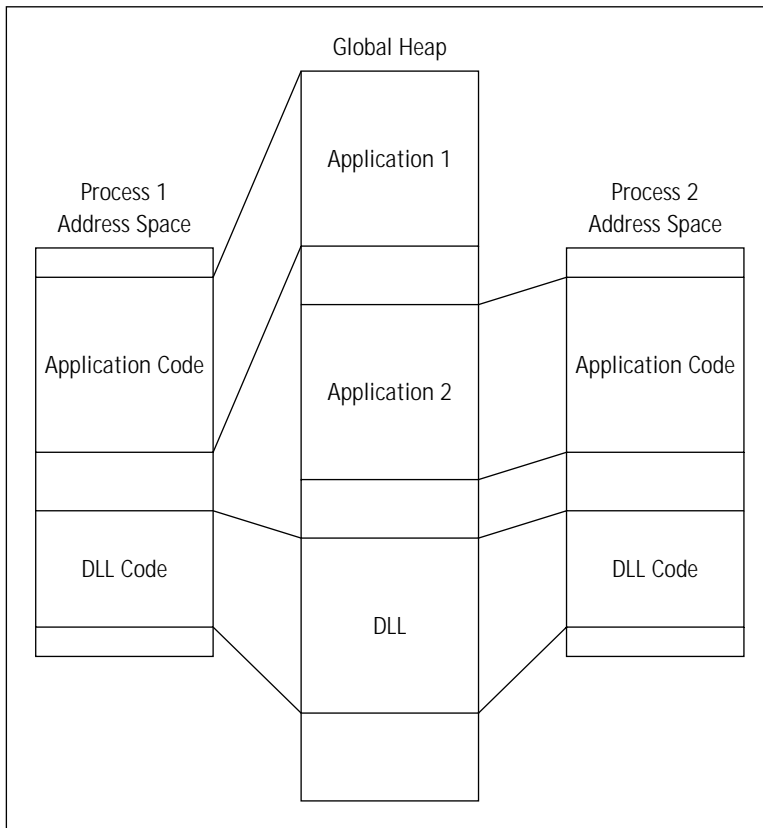 Global Heap
Application 1
Process 1
Address Space
Process 2
Address Space
Application Code
Application 2
Application Code
DLL Code
DLL
DLL Code